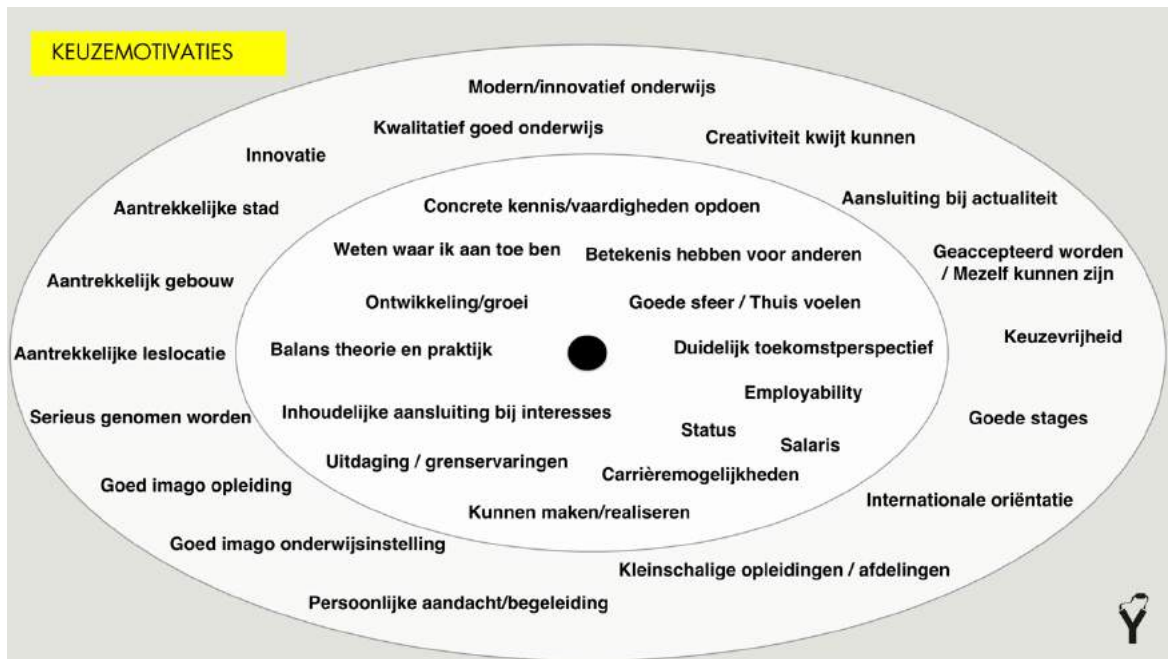 KEUZEMOTIVATIES
Modern/innovatief onderwijs
Kwalitatief goed onderwijs
Creativiteit kwijt kunnen
Innovatie
Aantrekkelijke stad
Concrete kennis/vaardigheden opdoen
Aansluiting bij actualiteit
Weten waar ik aan toe ben
Betekenis hebben voor anderen
Geaccepteerd worden
/ Mezelf kunnen zijn
Aantrekkelijk gebouw
Ontwikkeling/groei
Goede sfeer / Thuis voelen
Keuzevrijheid
Aantrekkelijke leslocatie
Balans theorie en praktijk
Duidelijk toekomstperspectief
Employability
Serieus genomen worden
Inhoudelijke aansluiting bij interesses
Goede stages
Status
Salaris
Uitdaging / grenservaringen
Carrièremogelijkheden
Goed imago opleiding
Internationale oriëntatie
Kunnen maken/realiseren
Goed imago onderwijsinstelling
Kleinschalige opleidingen / afdelingen
Persoonlijke aandacht/begeleiding
Y